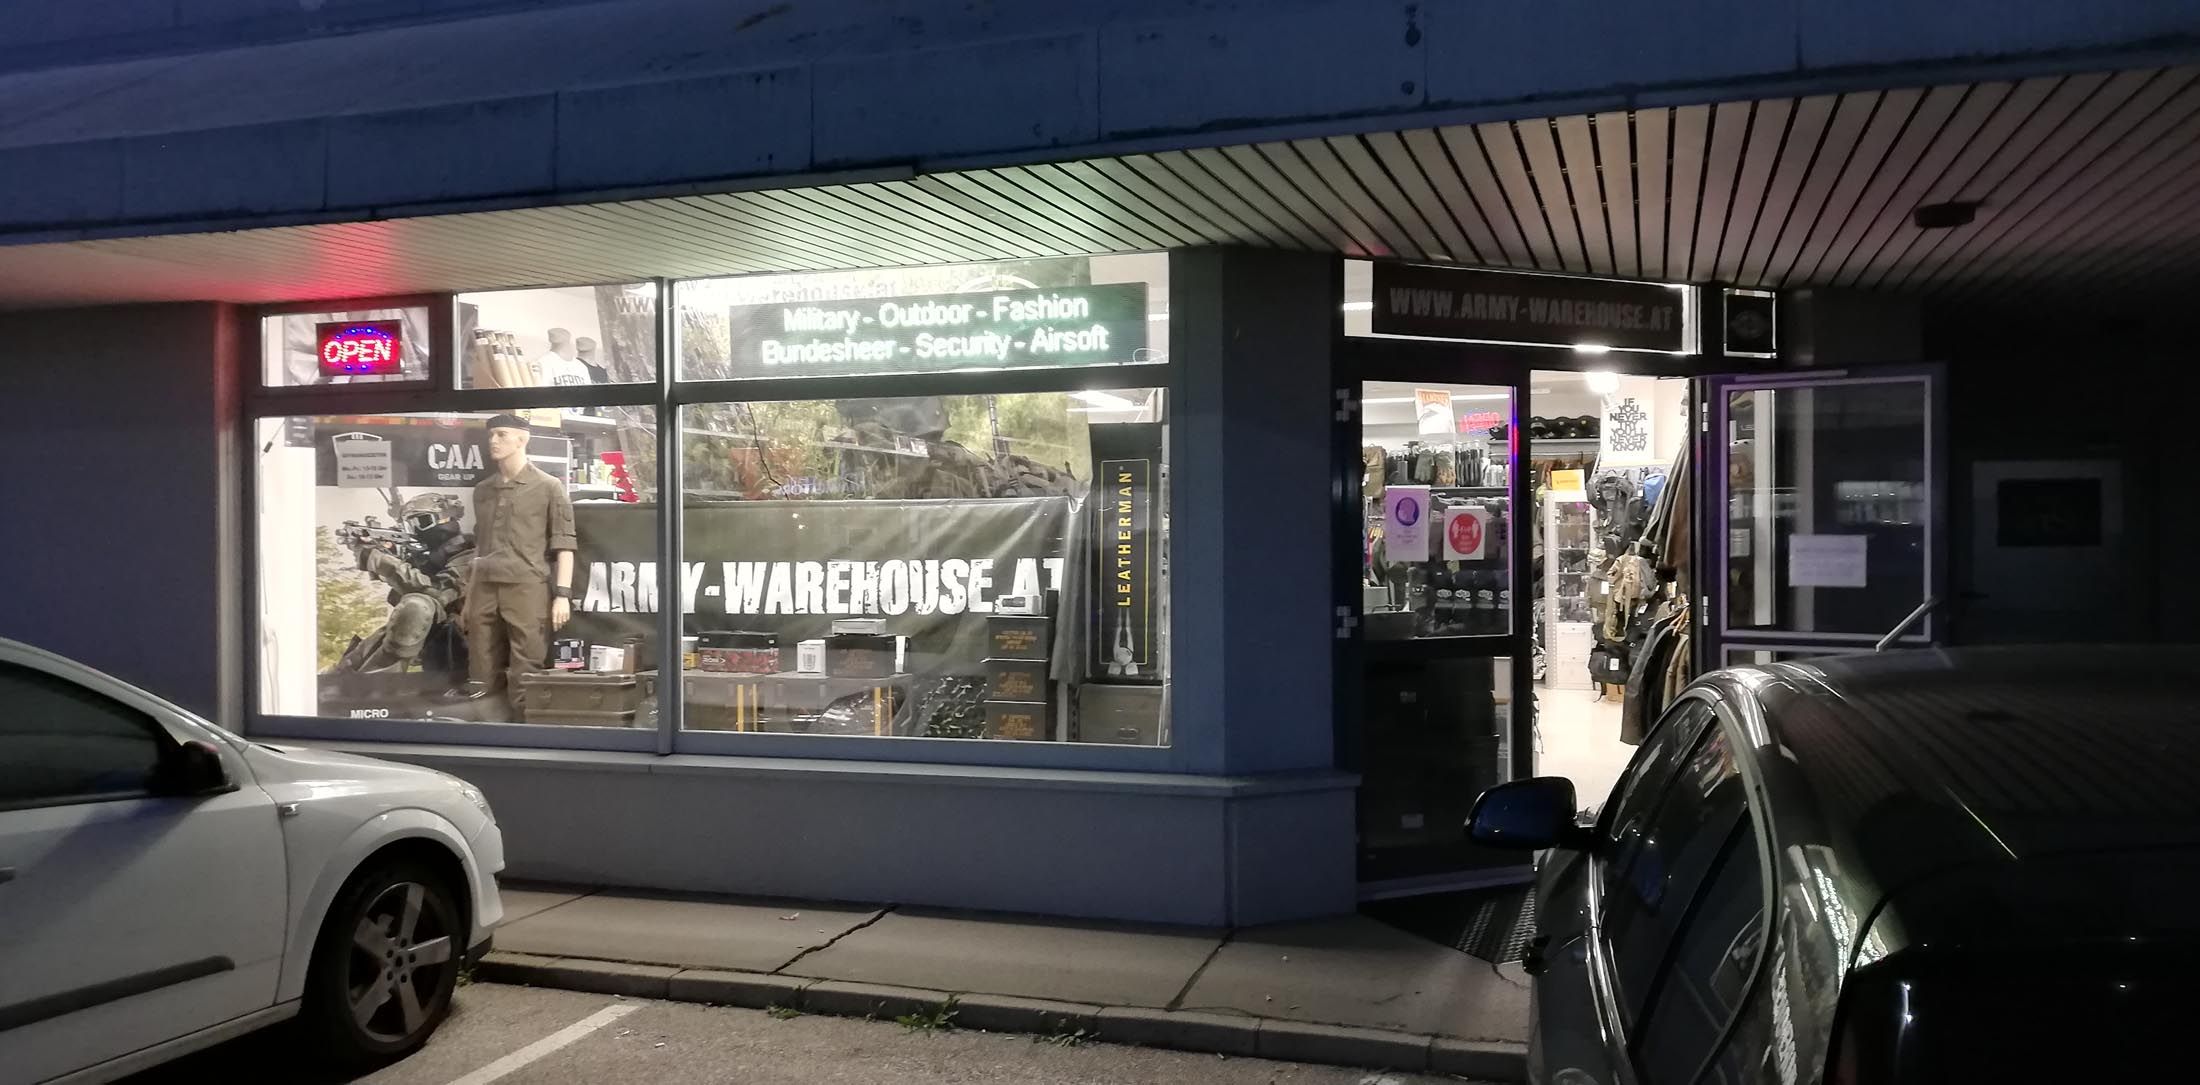 OPEN
Military - Outdoor - Fashion
Bundesheer - Security - Airsoft
WWW.ARMY-WAREHOUSE.AT
CAA
GEAR UP
ARMY-WAREHOUSE.AT
LEATHERMAN
MICRO
IF
YOU
NEVER
TRY
YOU'LL
NEVER
KNOW